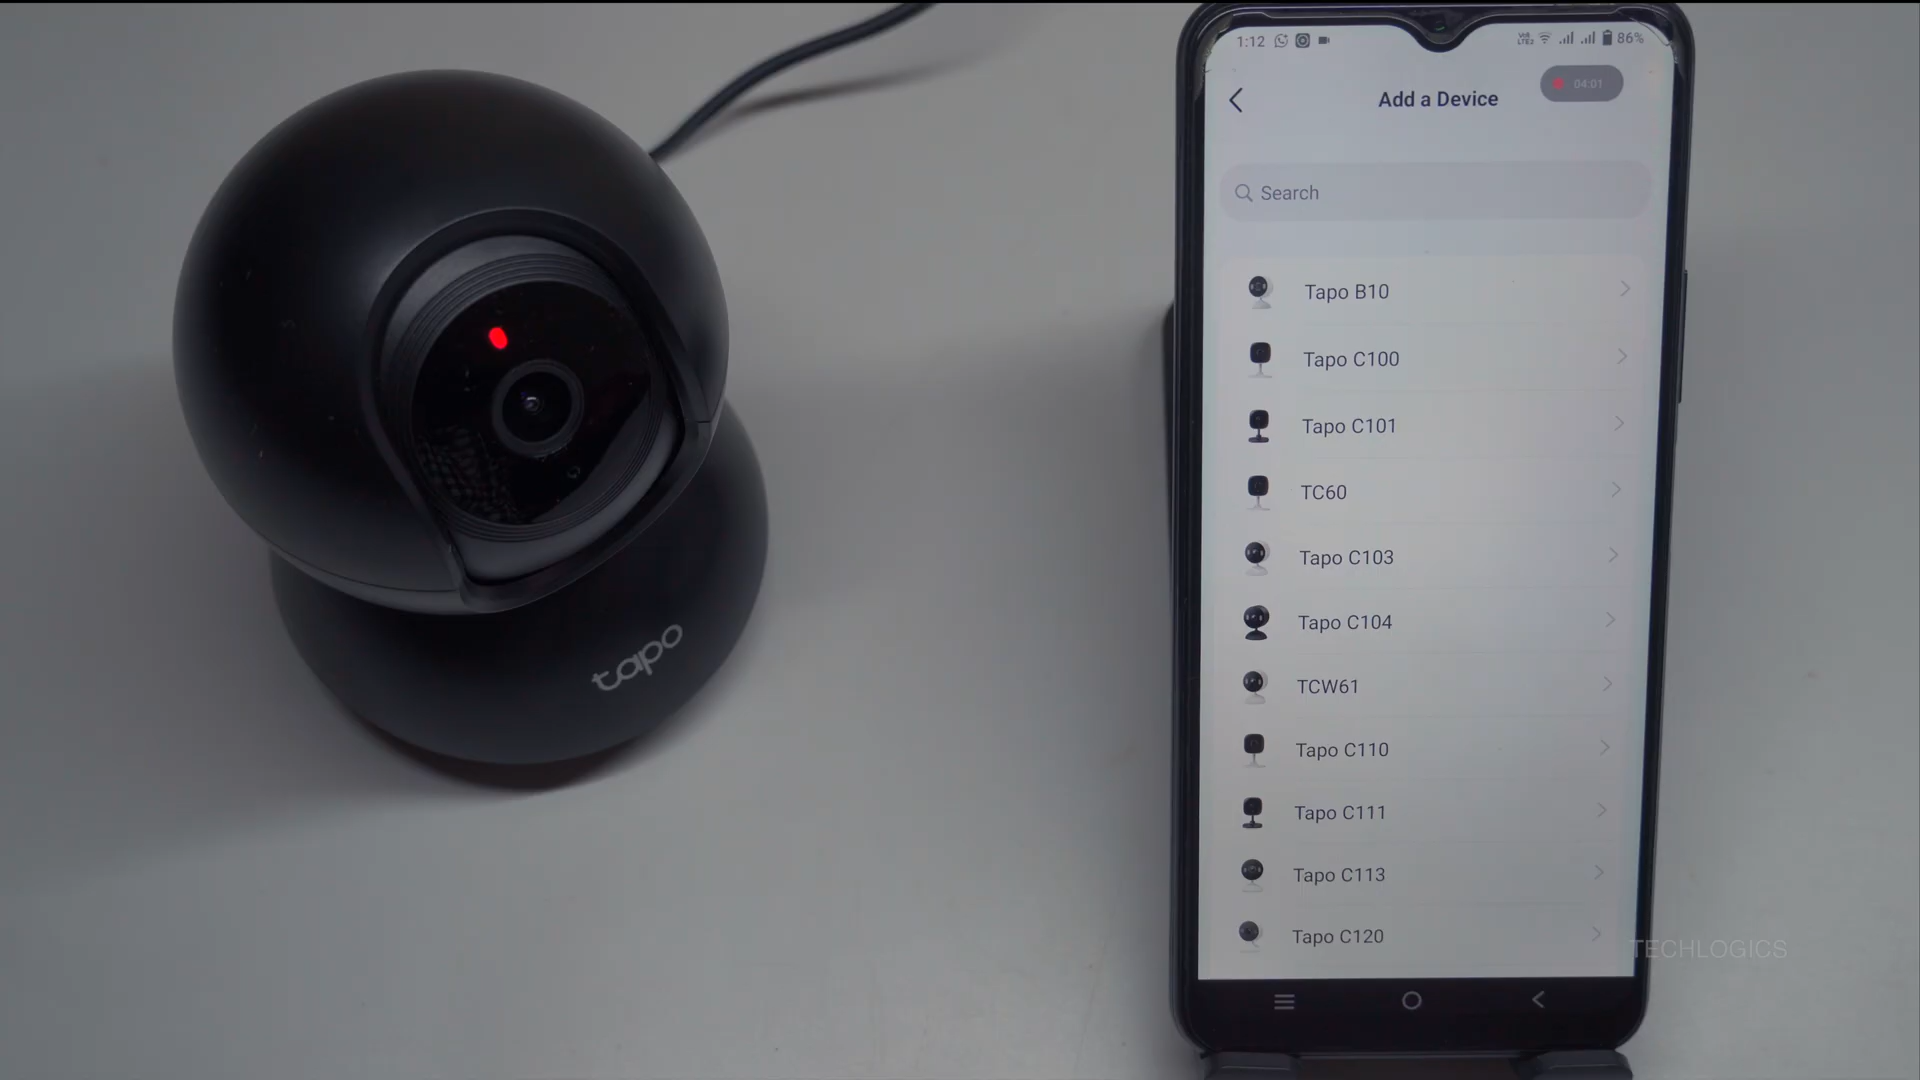 tapo
1:12
86%
04:01
Add a Device
Search
Tapo B10
Tapo C100
Tapo C101
TC60
Tapo C103
Tapo C104
TCW61
Tapo C110
Tapo C111
Tapo C113
Tapo C120
TECHLOGICS